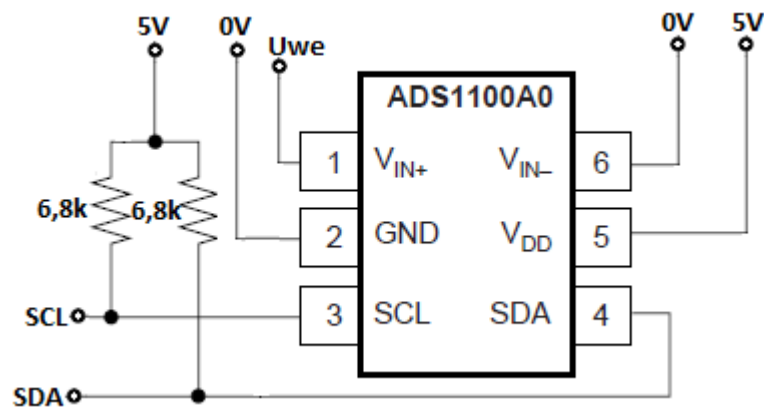 5V 0V Uwe 0V 5V
ADS1100A0
1 VIN+ VIN– 6
6,8k 6,8k
2 GND VDD 5
SCL 3 SCL SDA 4
SDA